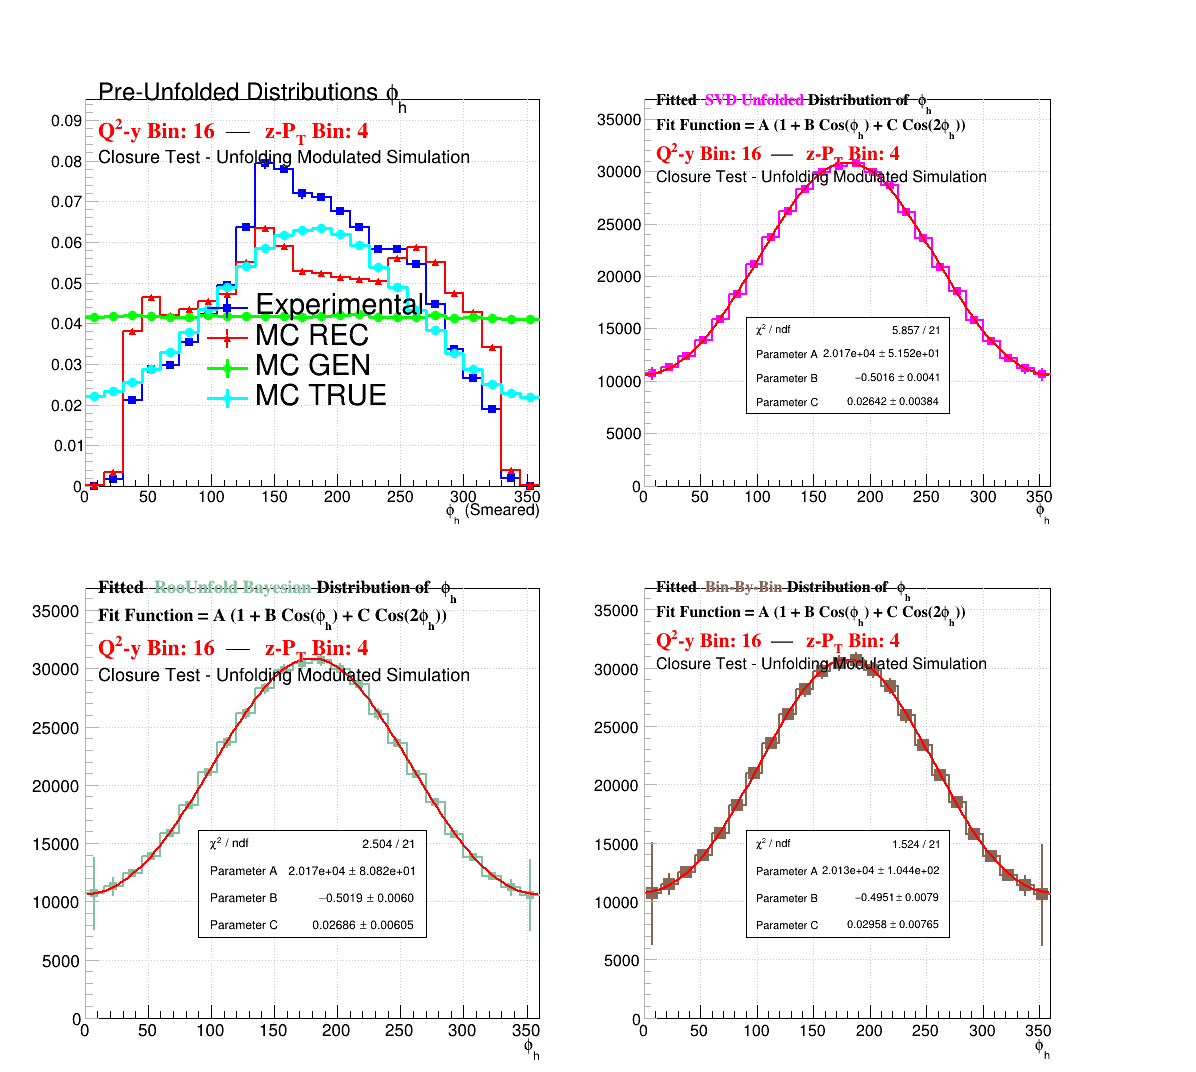 Pre-Unfolded Distributions ϕh
Q²-y Bin: 16 — z-PT Bin: 4
Closure Test - Unfolding Modulated Simulation
0.09
0.08
0.07
0.06
0.05
0.04
0.03
0.02
0.01
0
Experimental
MC REC
MC GEN
MC TRUE
0 50 100 150 200 250 300 350
ϕh (Smeared)
Fitted SVD Unfolded Distribution of ϕh
Fit Function = A (1 + B Cos(ϕh) + C Cos(2ϕh))
Q²-y Bin: 16 — z-PT Bin: 4
Closure Test - Unfolding Modulated Simulation
35000
30000
25000
20000
15000
10000
5000
0
χ² / ndf 5.857 / 21
Parameter A 2.017e+04 ± 5.152e+01
Parameter B −0.5016 ± 0.0041
Parameter C 0.02642 ± 0.00384
0 50 100 150 200 250 300 350
ϕh
Fitted RooUnfold Bayesian Distribution of ϕh
Fit Function = A (1 + B Cos(ϕh) + C Cos(2ϕh))
Q²-y Bin: 16 — z-PT Bin: 4
Closure Test - Unfolding Modulated Simulation
35000
30000
25000
20000
15000
10000
5000
0
χ² / ndf 2.504 / 21
Parameter A 2.017e+04 ± 8.082e+01
Parameter B −0.5019 ± 0.0060
Parameter C 0.02686 ± 0.00605
0 50 100 150 200 250 300 350
ϕh
Fitted Bin-By-Bin Distribution of ϕh
Fit Function = A (1 + B Cos(ϕh) + C Cos(2ϕh))
Q²-y Bin: 16 — z-PT Bin: 4
Closure Test - Unfolding Modulated Simulation
35000
30000
25000
20000
15000
10000
5000
0
χ² / ndf 1.524 / 21
Parameter A 2.013e+04 ± 1.044e+02
Parameter B −0.4951 ± 0.0079
Parameter C 0.02958 ± 0.00765
0 50 100 150 200 250 300 350
ϕh